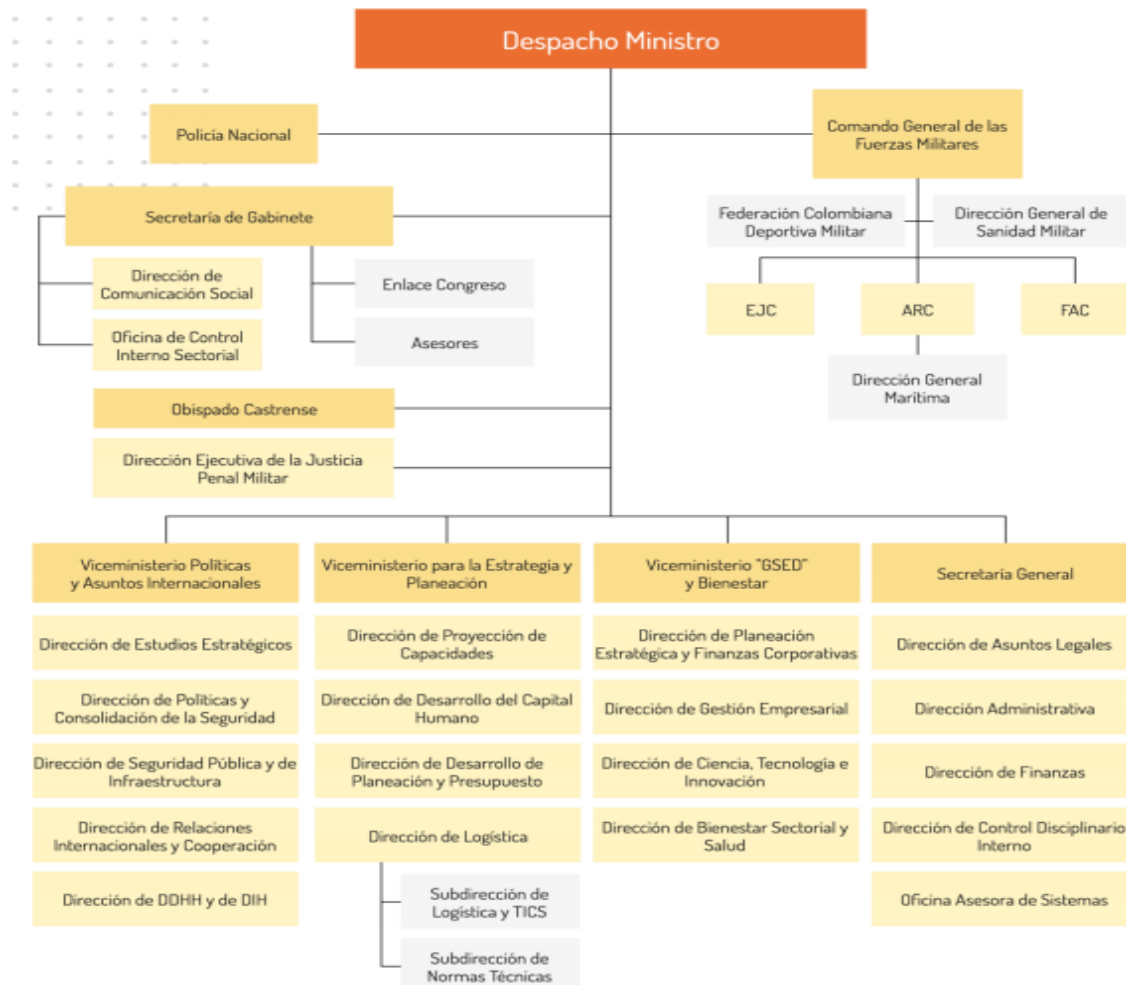 Despacho Ministro
Policía Nacional
Comando General de las
Fuerzas Militares
Secretaría de Gabinete
Federación Colombiana
Deportiva Militar
Dirección General de
Sanidad Militar
Dirección de
Comunicación Social
Enlace Congreso
EJC
ARC
FAC
Oficina de Control
Interno Sectorial
Asesores
Dirección General
Marítima
Obispado Castrense
Dirección Ejecutiva de la Justicia
Penal Militar
Viceministerio Políticas
y Asuntos Internacionales
Dirección de Estudios Estratégicos
Dirección de Políticas y
Consolidación de la Seguridad
Dirección de Seguridad Pública y de
Infraestructura
Dirección de Relaciones
Internacionales y Cooperación
Dirección de DDHH y de DIH
Viceministerio para la Estrategia y
Planeación
Dirección de Proyección de
Capacidades
Dirección de Desarrollo del Capital
Humano
Dirección de Desarrollo de
Planeación y Presupuesto
Dirección de Logística
Subdirección de
Logística y TICS
Subdirección de
Normas Técnicas
Viceministerio "GSED"
y Bienestar
Dirección de Planeación
Estratégica y Finanzas Corporativas
Dirección de Gestión Empresarial
Dirección de Ciencia, Tecnología e
Innovación
Dirección de Bienestar Sectorial y
Salud
Secretaría General
Dirección de Asuntos Legales
Dirección Administrativa
Dirección de Finanzas
Dirección de Control Disciplinario
Interno
Oficina Asesora de Sistemas